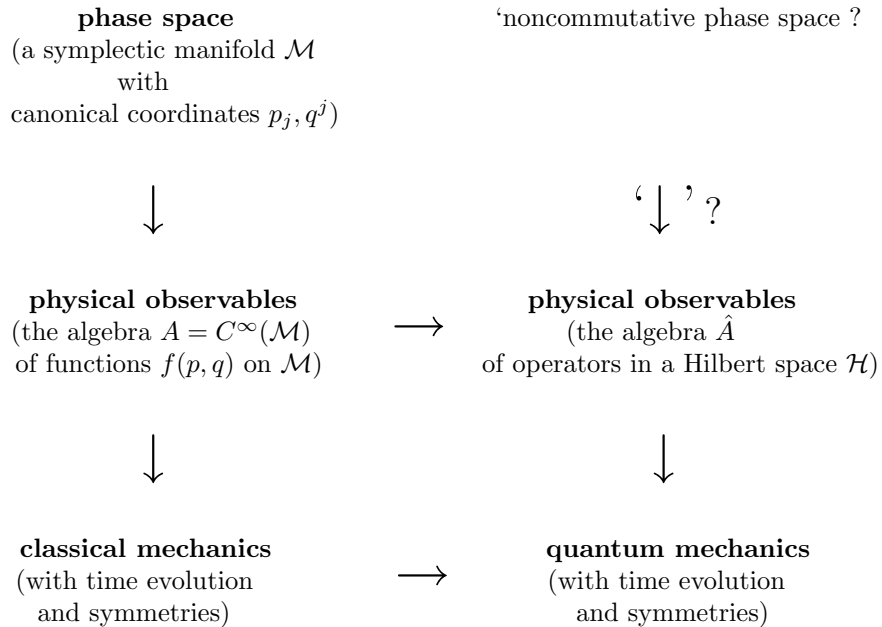 phase space
(a symplectic manifold ℳ
with
canonical coordinates p_j, q^j)
‘noncommutative phase space ?
‘ ↓ ’ ?
physical observables
(the algebra A = C^∞(ℳ)
of functions f(p, q) on ℳ)
physical observables
(the algebra Â
of operators in a Hilbert space ℋ)
classical mechanics
(with time evolution
and symmetries)
quantum mechanics
(with time evolution
and symmetries)